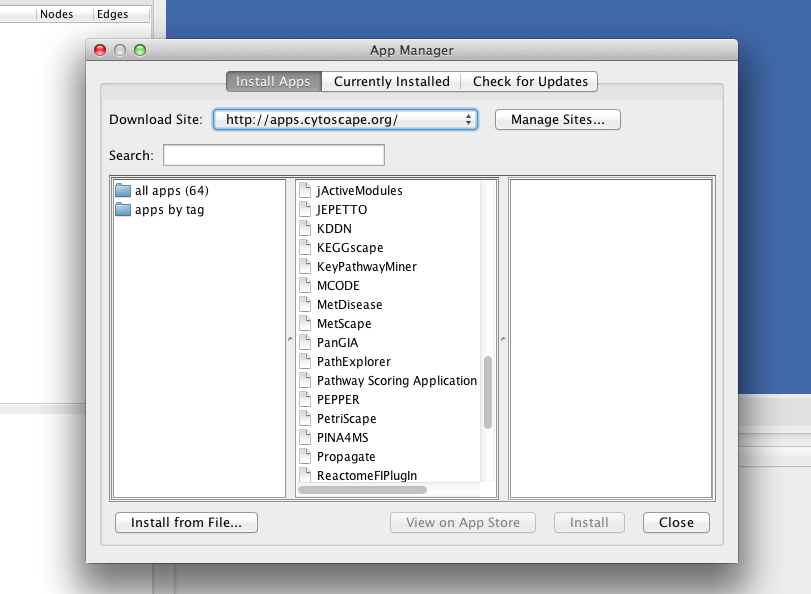 Nodes Edges
App Manager
Install Apps Currently Installed Check for Updates
Download Site: http://apps.cytoscape.org/ Manage Sites...
Search:
all apps (64)
apps by tag
jActiveModules
JEPETTO
KDDN
KEGGscape
KeyPathwayMiner
MCODE
MetDisease
MetScape
PanGIA
PathExplorer
Pathway Scoring Application
PEPPER
PetriScape
PINA4MS
Propagate
ReactomeFIPlugIn
Install from File... View on App Store Install Close